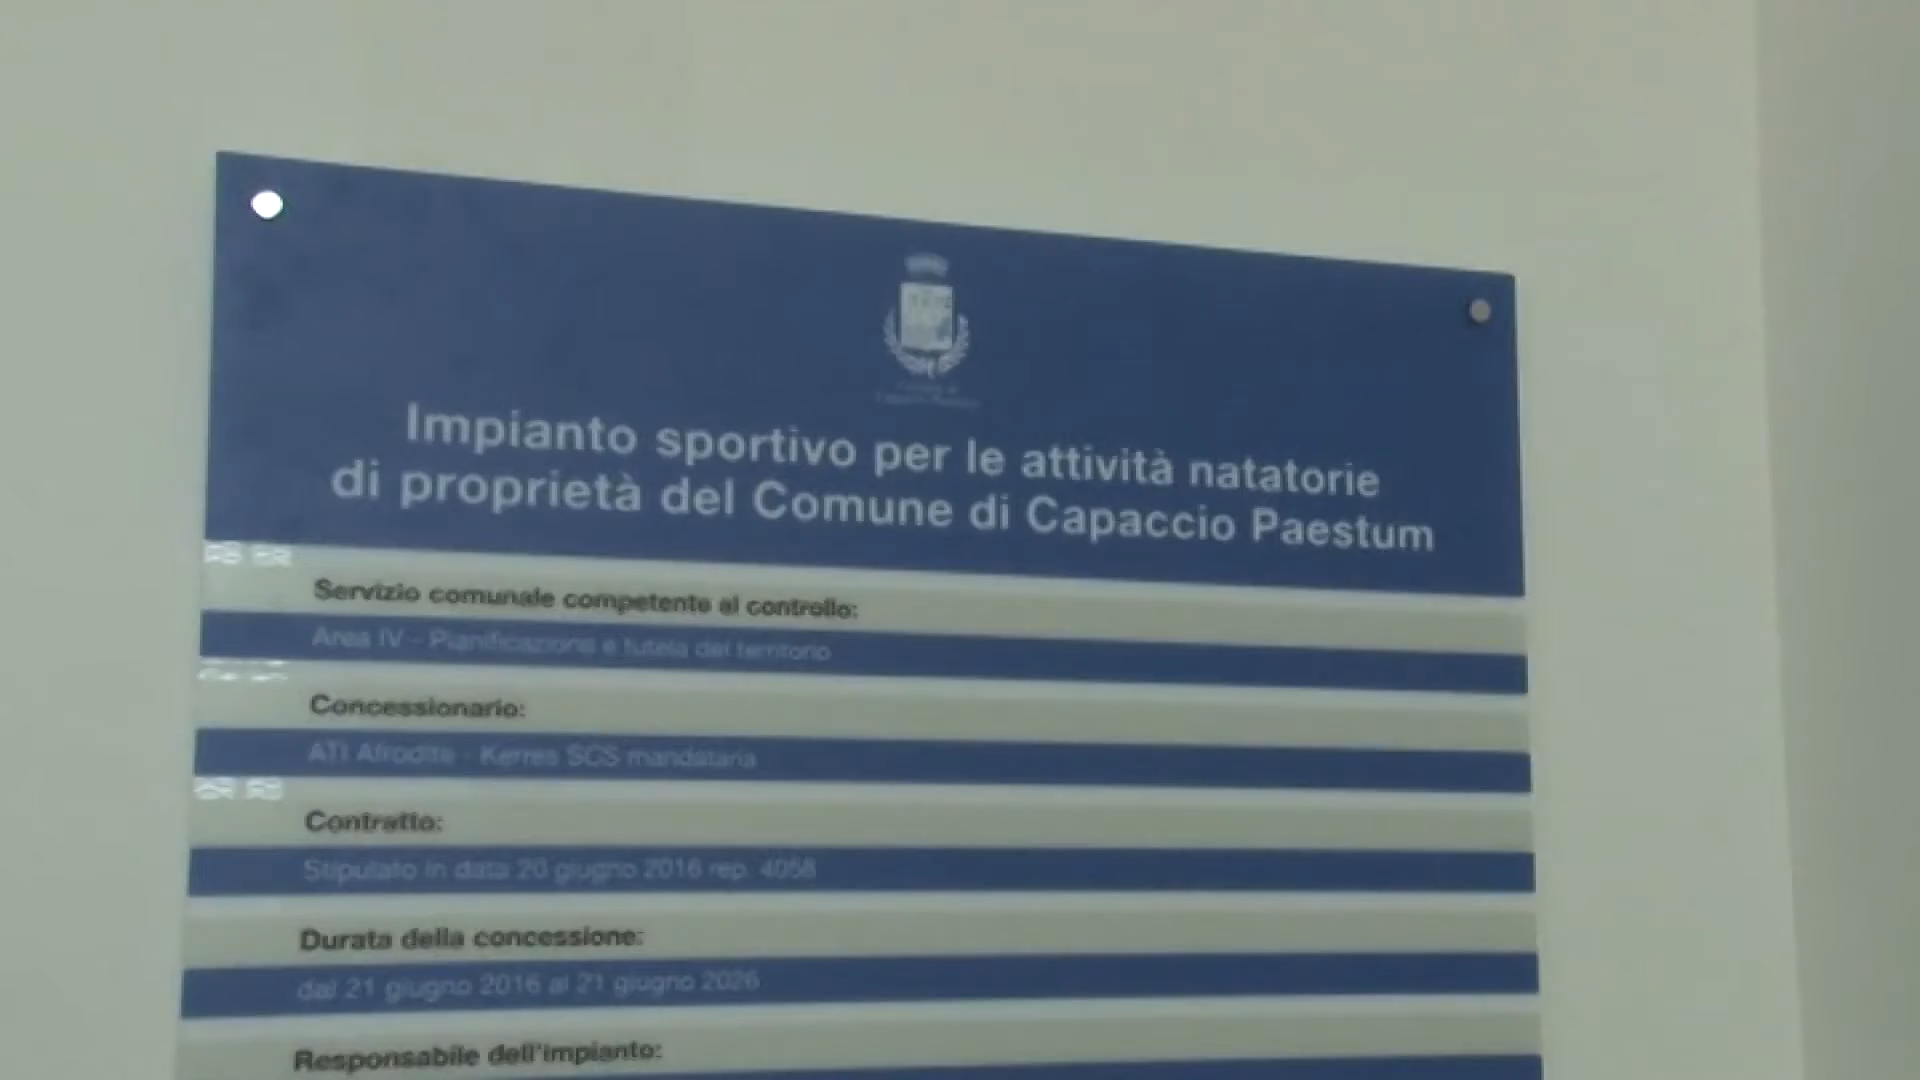 Impianto sportivo per le attività natatorie
di proprietà del Comune di Capaccio Paestum
Servizio comunale competente al controllo:
Area IV - Pianificazione e tutela del territorio
Concessionario:
ATI Afrodite - Kerres SCS mandataria
Contratto:
Stipulato in data 20 giugno 2016 rep. 4058
Durata della concessione:
dal 21 giugno 2016 al 21 giugno 2026
Responsabile dell'impianto: